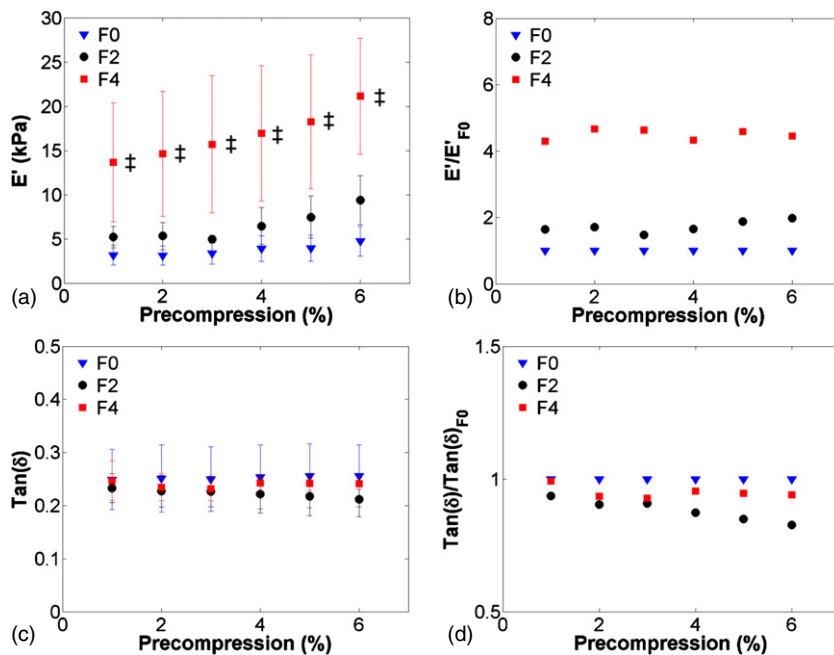 30
25
20
15
10
5
0
E' (kPa)
F0
F2
F4
‡ ‡ ‡ ‡ ‡ ‡
0 2 4 6
Precompression (%)
(a)
8
6
4
2
0
E'/E'F0
F0
F2
F4
0 2 4 6
Precompression (%)
(b)
0.5
0.4
0.3
0.2
0.1
0
Tan(δ)
F0
F2
F4
0 2 4 6
Precompression (%)
(c)
1.5
1
0.5
Tan(δ)/Tan(δ)F0
F0
F2
F4
0 2 4 6
Precompression (%)
(d)